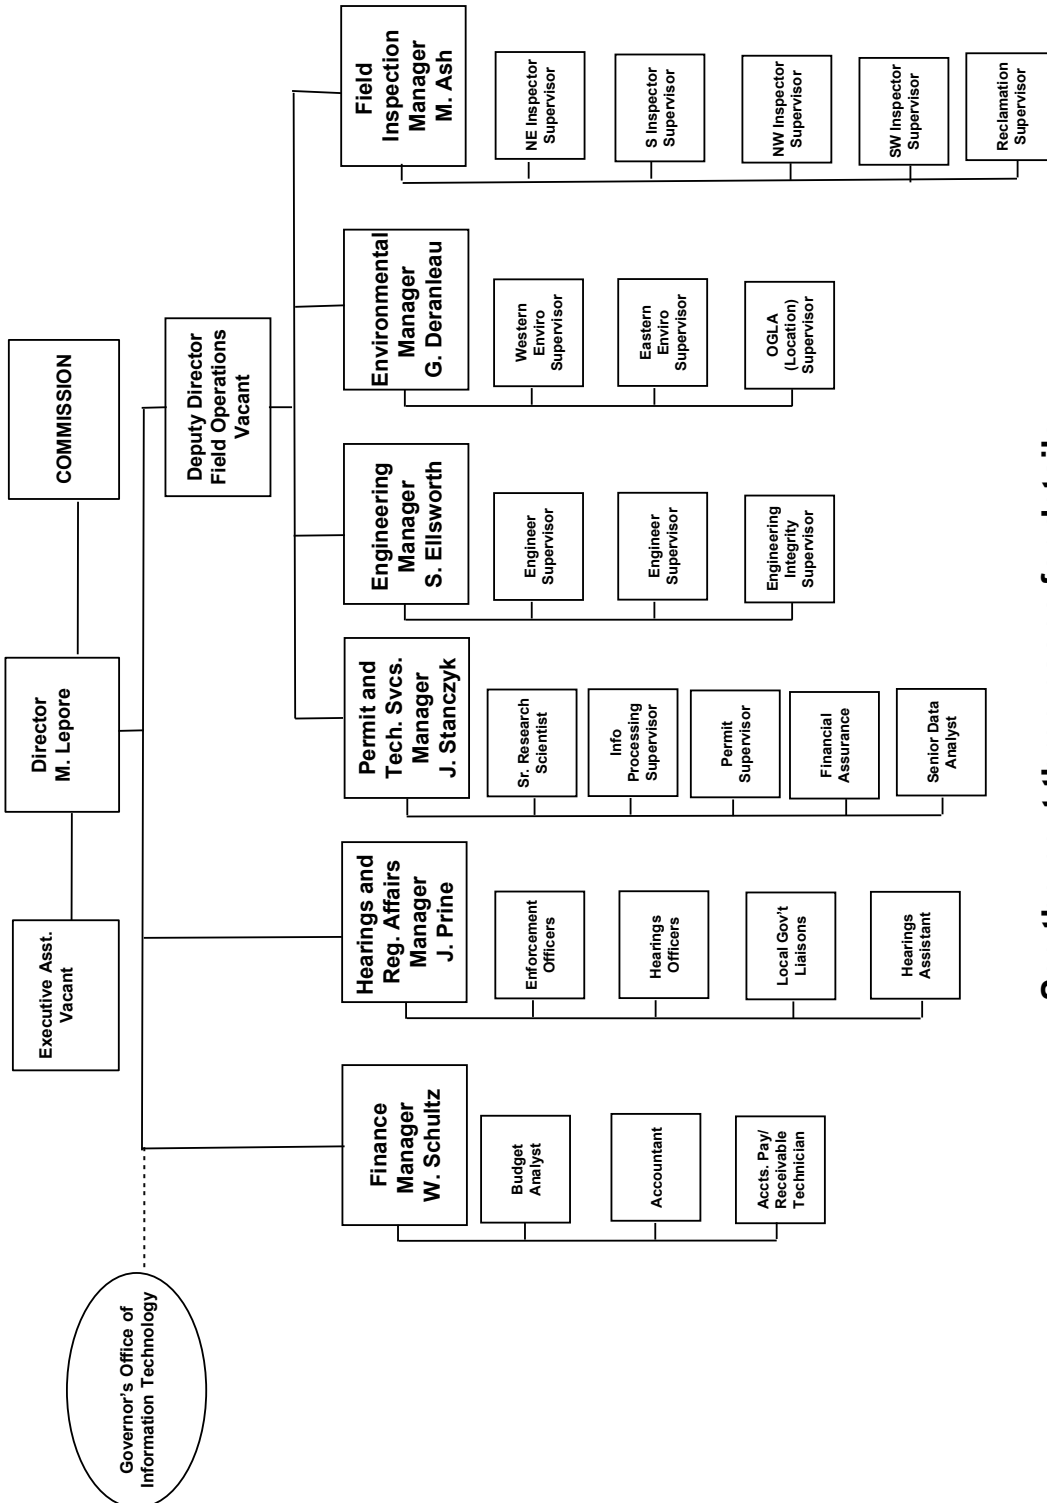 COMMISSION
Director
M. Lepore
Executive Asst.
Vacant
Governor's Office of
Information Technology
Deputy Director
Field Operations
Vacant
Finance
Manager
W. Schultz
Budget
Analyst
Accountant
Accts. Pay/
Receivable
Technician
Hearings and
Reg. Affairs
Manager
J. Prine
Enforcement
Officers
Hearings
Officers
Local Gov't
Liaisons
Hearings
Assistant
Permit and
Tech. Svcs.
Manager
J. Stanczyk
Sr. Research
Scientist
Info
Processing
Supervisor
Permit
Supervisor
Financial
Assurance
Senior Data
Analyst
Engineering
Manager
S. Ellsworth
Engineer
Supervisor
Engineer
Supervisor
Engineering
Integrity
Supervisor
Environmental
Manager
G. Deranleau
Western
Enviro
Supervisor
Eastern
Enviro
Supervisor
OGLA
(Location)
Supervisor
Field
Inspection
Manager
M. Ash
NE Inspector
Supervisor
S Inspector
Supervisor
NW Inspector
Supervisor
SW Inspector
Supervisor
Reclamation
Supervisor